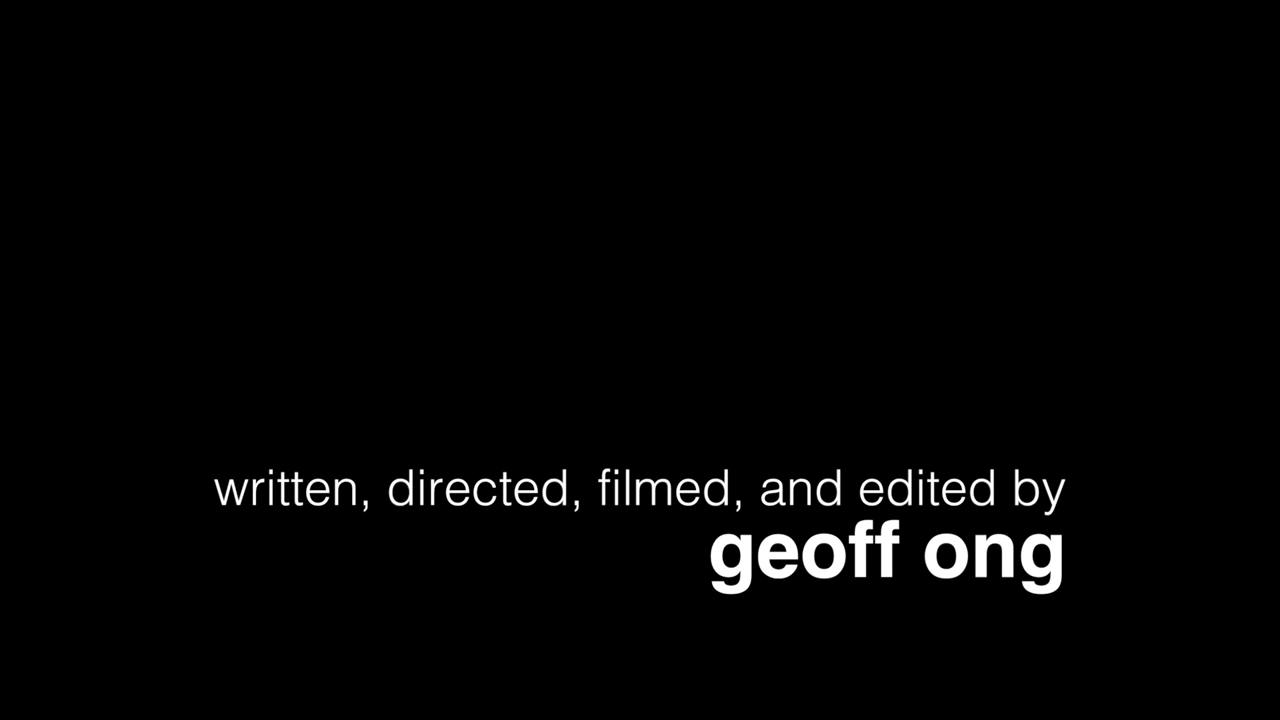 written, directed, filmed, and edited by
geoff ong